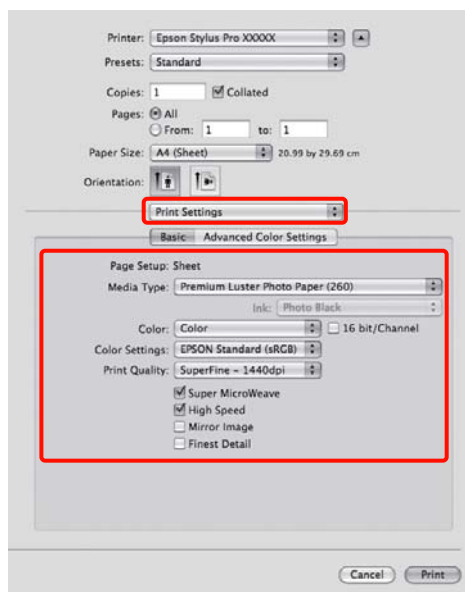 Printer: Epson Stylus Pro XXXXX
Presets: Standard
Copies: 1 Collated
Pages: All
From: 1 to: 1
Paper Size: A4 (Sheet) 20.99 by 29.69 cm
Orientation:
Print Settings
Basic Advanced Color Settings
Page Setup: Sheet
Media Type: Premium Luster Photo Paper (260)
Ink: Photo Black
Color: Color 16 bit/Channel
Color Settings: EPSON Standard (sRGB)
Print Quality: SuperFine - 1440dpi
Super MicroWeave
High Speed
Mirror Image
Finest Detail
Cancel Print